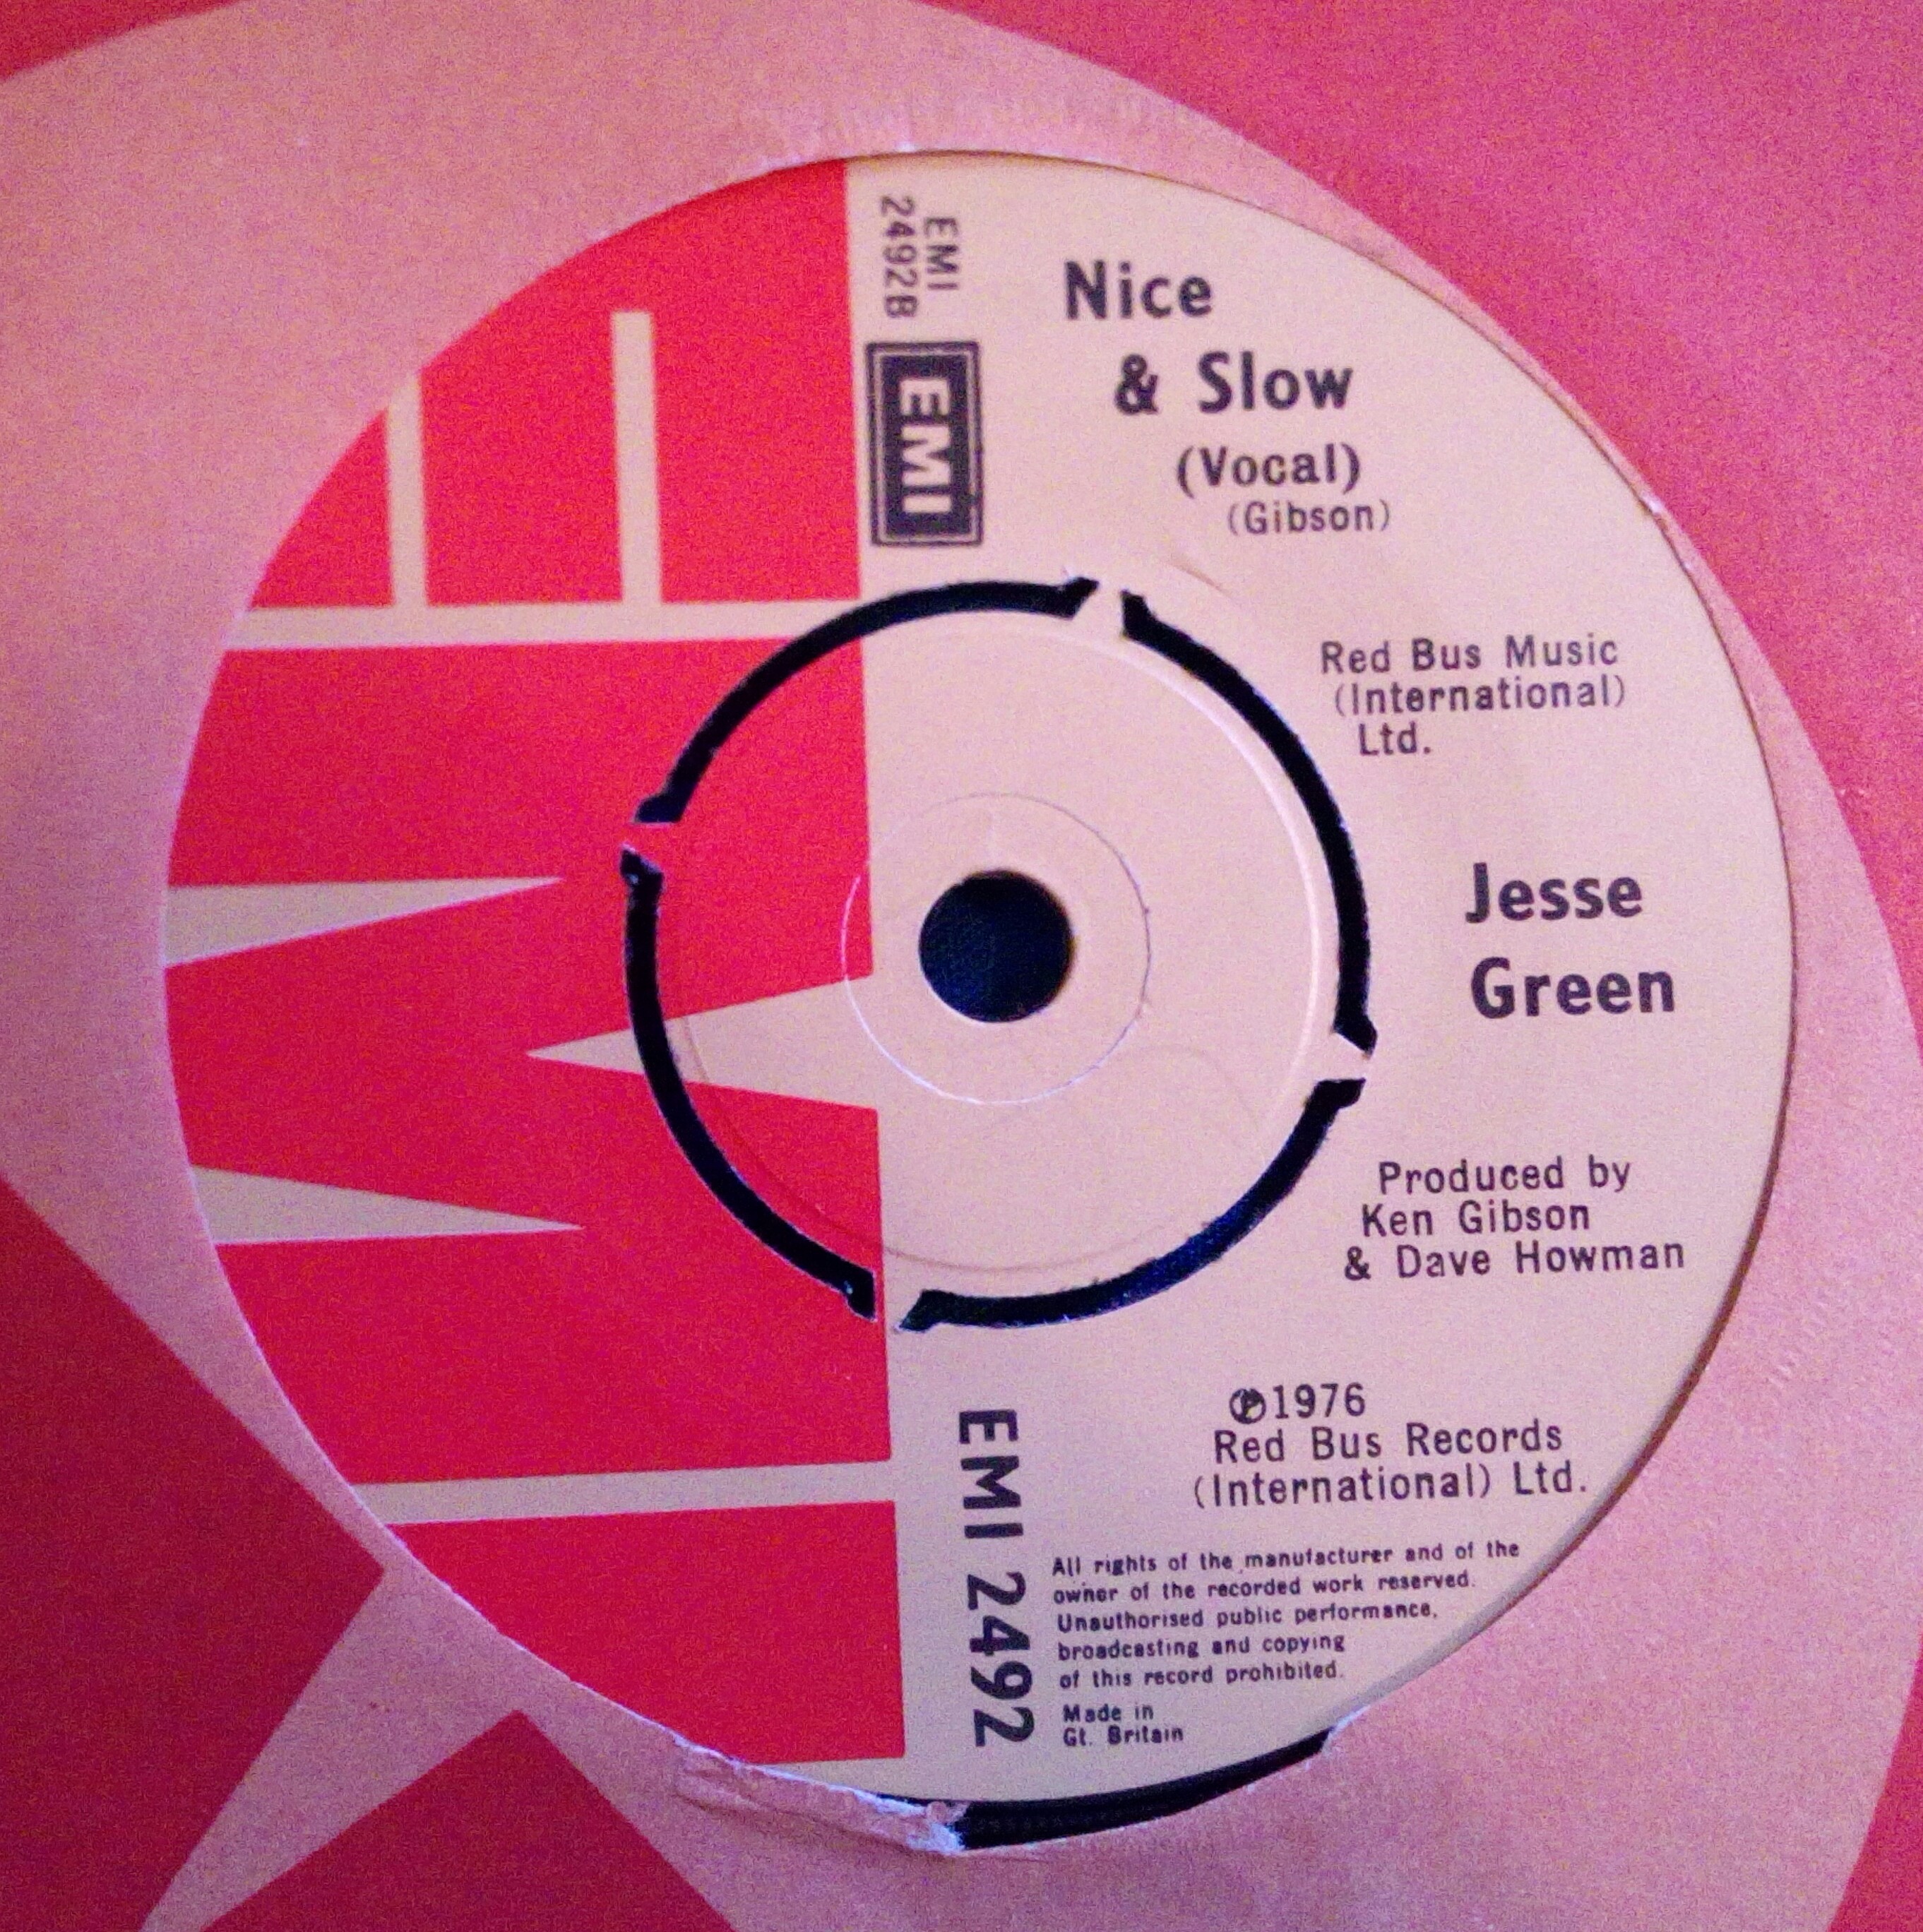 EMI
2492B
EMI
Nice
& Slow
(Vocal)
(Gibson)
Red Bus Music
(International)
Ltd.
Jesse
Green
Produced by
Ken Gibson
& Dave Howman
℗1976
Red Bus Records
(International) Ltd.
EMI 2492
All rights of the manufacturer and of the
owner of the recorded work reserved.
Unauthorised public performance,
broadcasting and copying
of this record prohibited.
Made in
Gt. Britain
EMI